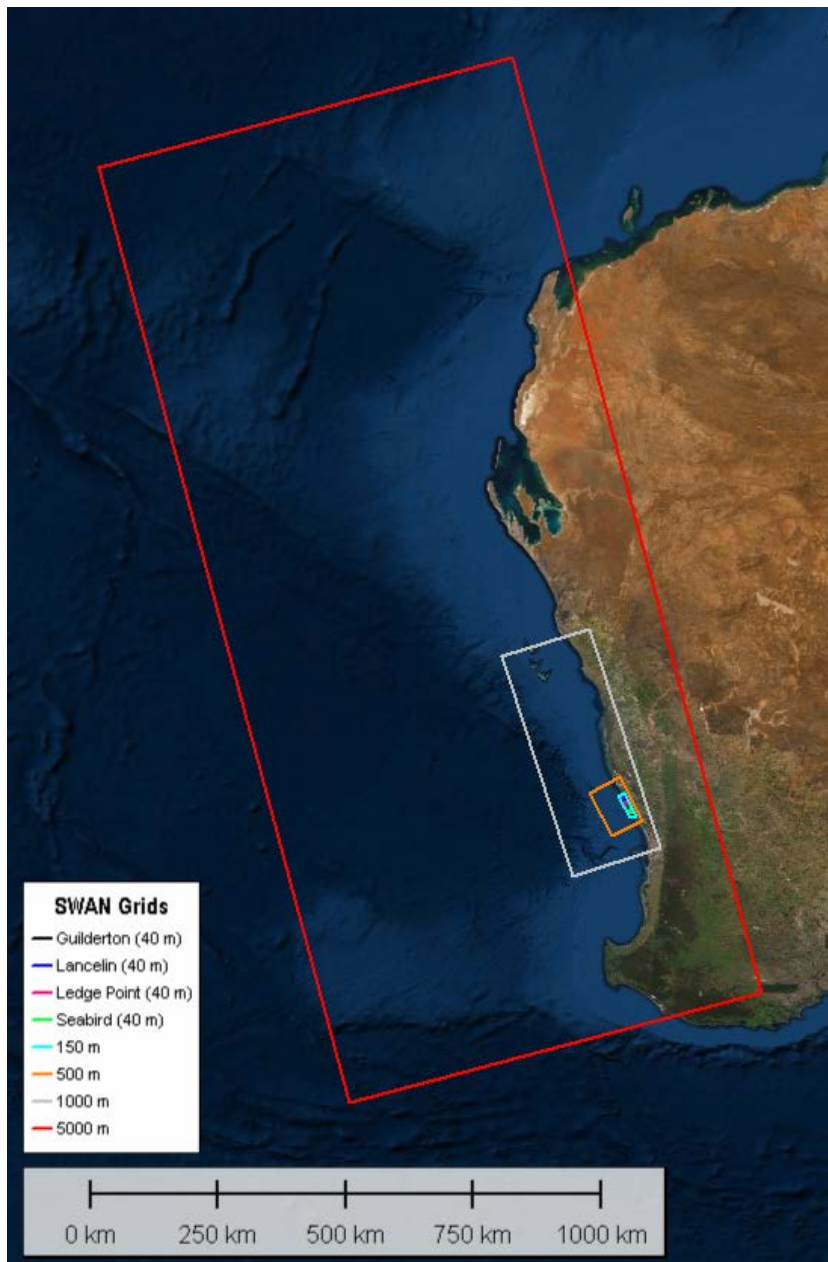 SWAN Grids
Guilderton (40 m)
Lancelin (40 m)
Ledge Point (40 m)
Seabird (40 m)
150 m
500 m
1000 m
5000 m
0 km 250 km 500 km 750 km 1000 km